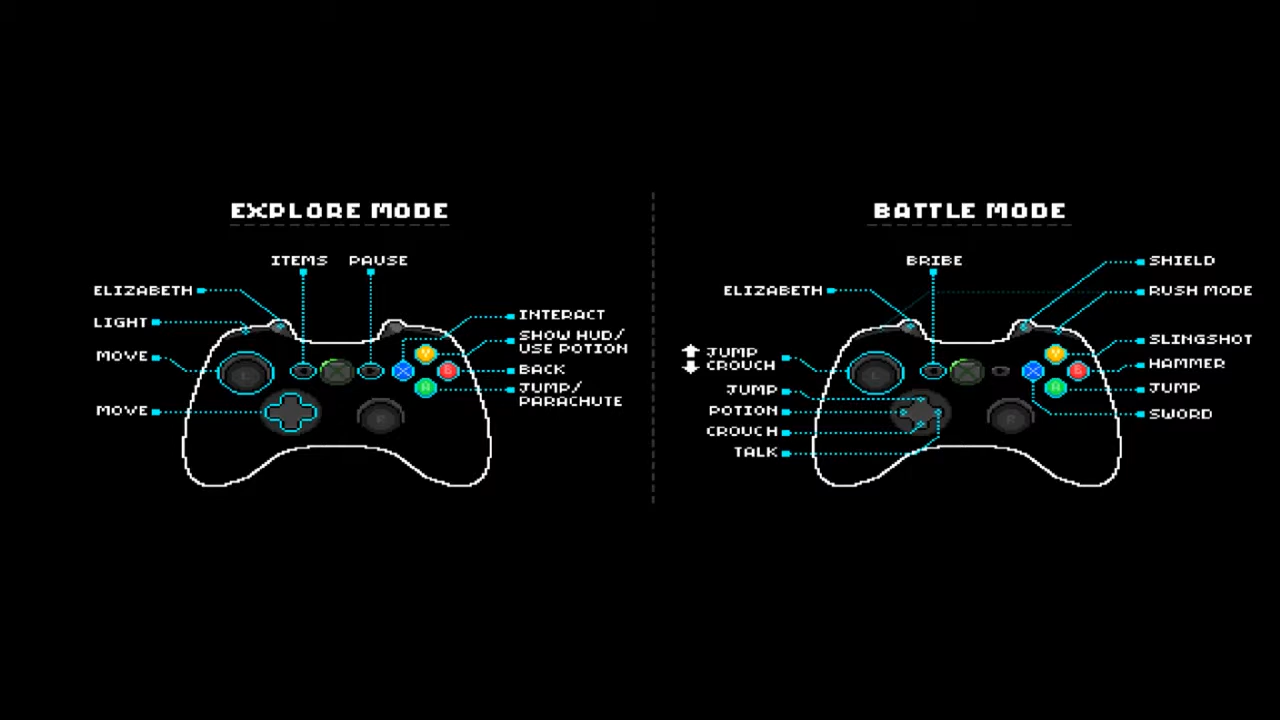 EXPLORE MODE
ITEMS
PAUSE
ELIZABETH
LIGHT
MOVE
MOVE
INTERACT
SHOW HUD/
USE POTION
BACK
JUMP/
PARACHUTE
Y
X
B
A
L
R
BATTLE MODE
BRIBE
ELIZABETH
JUMP
CROUCH
JUMP
POTION
CROUCH
TALK
SHIELD
RUSH MODE
SLINGSHOT
HAMMER
JUMP
SWORD
Y
X
B
A
L
R